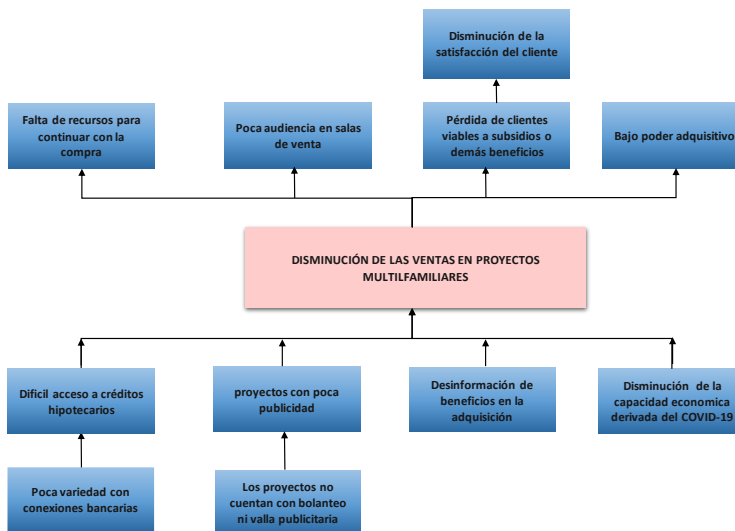 Disminución de la
satisfacción del cliente
Falta de recursos para
continuar con la
compra
Poca audiencia en salas
de venta
Pérdida de clientes
viables a subsidios o
demás beneficios
Bajo poder adquisitivo
DISMINUCIÓN DE LAS VENTAS EN PROYECTOS
MULTILFAMILIARES
Dificil acceso a créditos
hipotecarios
proyectos con poca
publicidad
Desinformación de
beneficios en la
adquisición
Disminución de la
capacidad economica
derivada del COVID-19
Poca variedad con
conexiones bancarias
Los proyectos no
cuentan con bolanteo
ni valla publicitaria